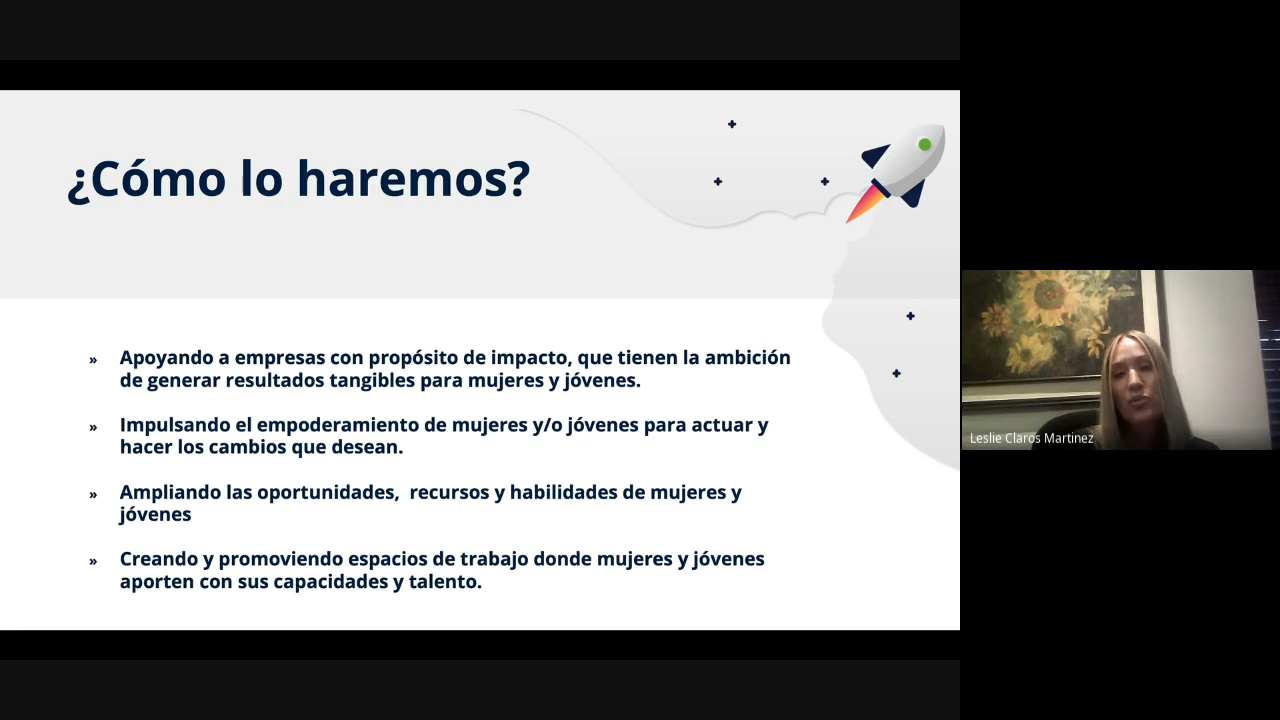 ¿Cómo lo haremos?
» Apoyando a empresas con propósito de impacto, que tienen la ambición
de generar resultados tangibles para mujeres y jóvenes.
» Impulsando el empoderamiento de mujeres y/o jóvenes para actuar y
hacer los cambios que desean.
» Ampliando las oportunidades,  recursos y habilidades de mujeres y
jóvenes
» Creando y promoviendo espacios de trabajo donde mujeres y jóvenes
aporten con sus capacidades y talento.
Leslie Claros Martinez